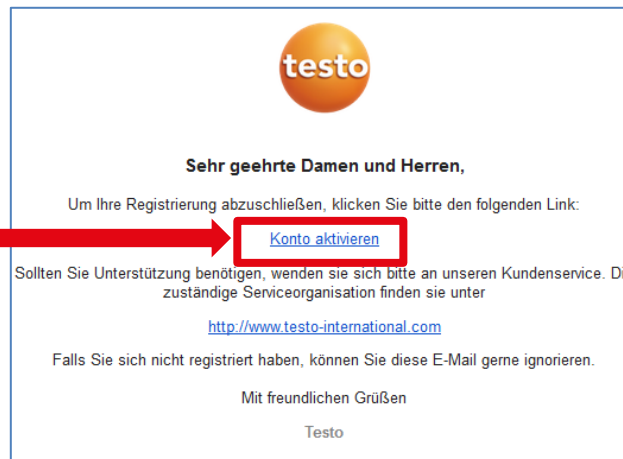 testo
Sehr geehrte Damen und Herren,
Um Ihre Registrierung abzuschließen, klicken Sie bitte den folgenden Link:
Konto aktivieren
Sollten Sie Unterstützung benötigen, wenden sie sich bitte an unseren Kundenservice.
zuständige Serviceorganisation finden sie unter
http://www.testo-international.com
Falls Sie sich nicht registriert haben, können Sie diese E-Mail gerne ignorieren.
Mit freundlichen Grüßen
Testo